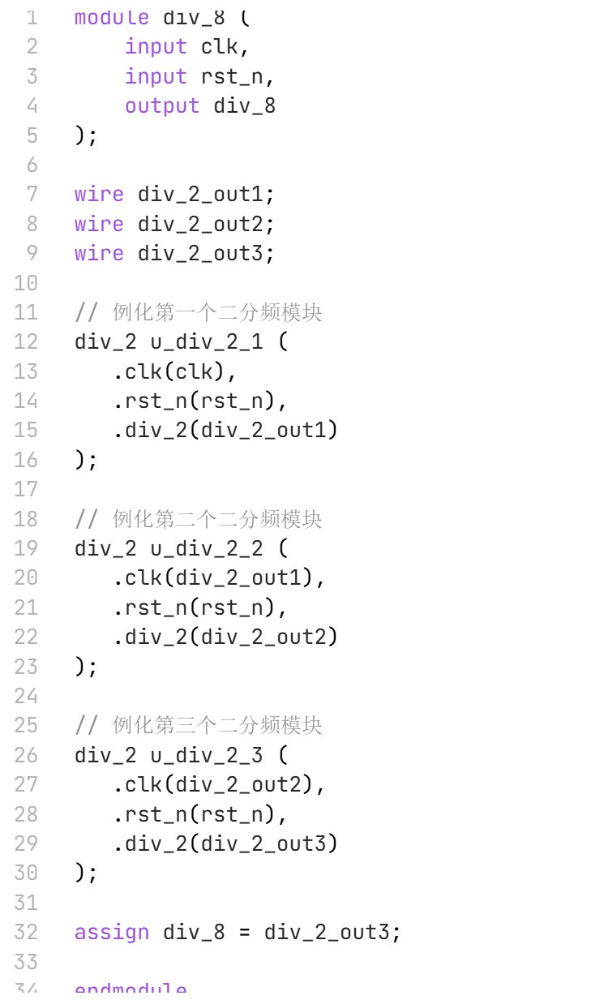 1 module div_8 (
2     input clk,
3     input rst_n,
4     output div_8
5 );
6
7 wire div_2_out1;
8 wire div_2_out2;
9 wire div_2_out3;
10
11 // 例化第一个二分频模块
12 div_2 u_div_2_1 (
13    .clk(clk),
14    .rst_n(rst_n),
15    .div_2(div_2_out1)
16 );
17
18 // 例化第二个二分频模块
19 div_2 u_div_2_2 (
20    .clk(div_2_out1),
21    .rst_n(rst_n),
22    .div_2(div_2_out2)
23 );
24
25 // 例化第三个二分频模块
26 div_2 u_div_2_3 (
27    .clk(div_2_out2),
28    .rst_n(rst_n),
29    .div_2(div_2_out3)
30 );
31
32 assign div_8 = div_2_out3;
33
34 endmodule